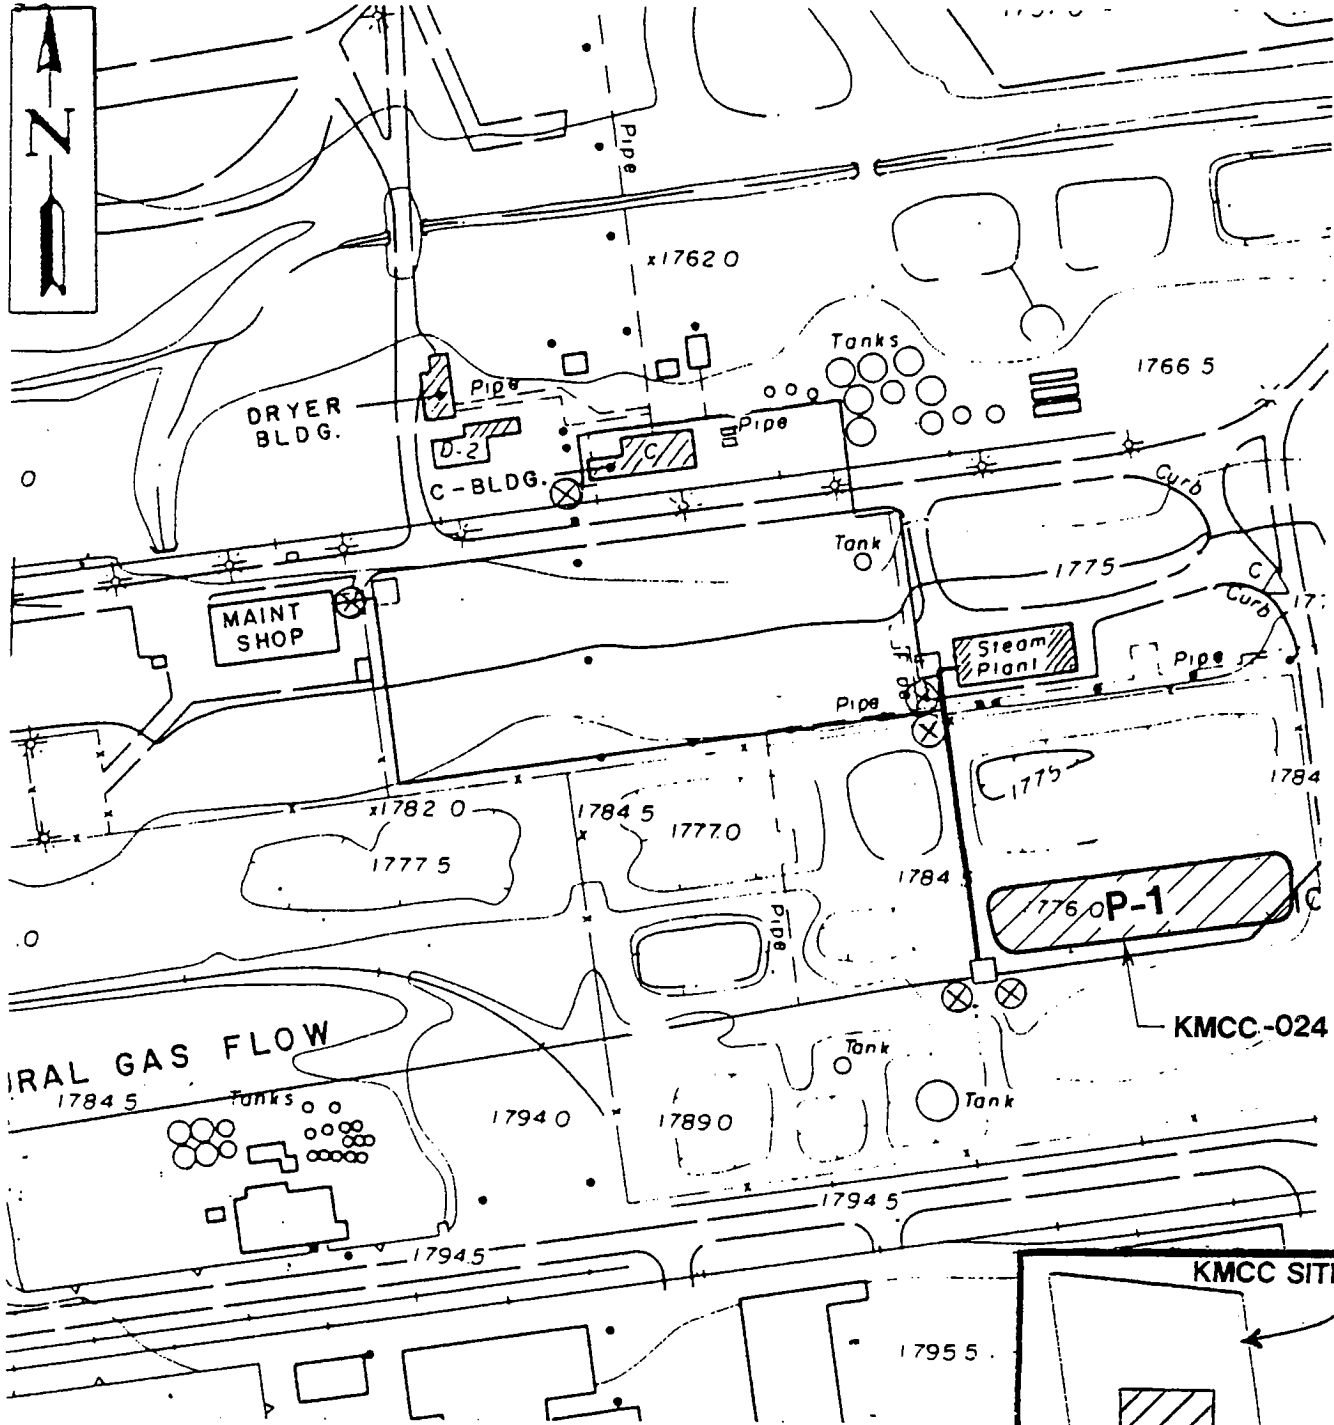 N
Pipe
x1762 0
Tanks
1766 5
DRYER
BLDG.
Pipe
D-2
C
Pipe
C-BLDG.
Curb
0
Tank
1775
C
Curb
MAINT
SHOP
Steam
Plant
Pipe
Pipe
1775
1784
x1782 0
1784 5
1777.0
1777 5
1784
1776 0
P-1
C
.0
Pipe
KMCC-024
RAL GAS FLOW
Tank
1784 5
Tanks
1794 0
1789 0
Tank
1794 5
1794.5
KMCC SIT
1795 5